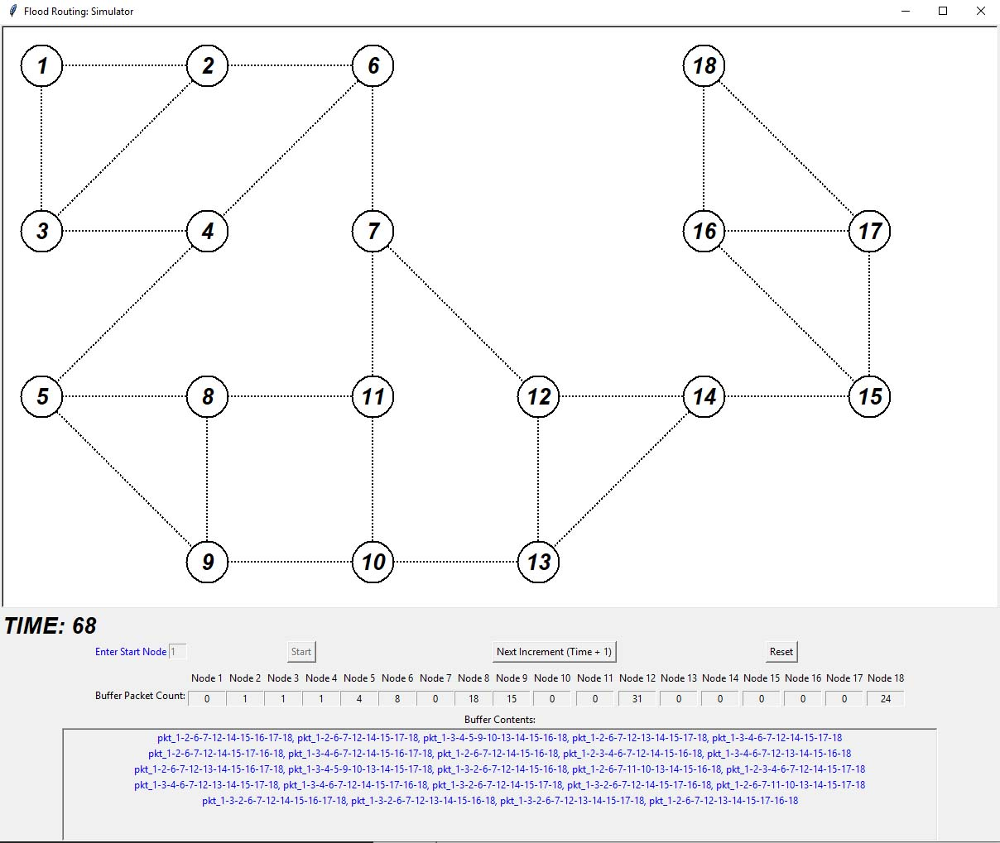 Flood Routing: Simulator
1 2 6 18
3 4 7 16 17
5 8 11 12 14 15
9 10 13
TIME: 68
Enter Start Node 1 Start Next Increment (Time + 1) Reset
Node 1 Node 2 Node 3 Node 4 Node 5 Node 6 Node 7 Node 8 Node 9 Node 10 Node 11 Node 12 Node 13 Node 14 Node 15 Node 16 Node 17 Node 18
Buffer Packet Count: 0 1 1 1 4 8 0 18 15 0 0 31 0 0 0 0 0 24
Buffer Contents:
pkt_1-2-6-7-12-14-15-16-17-18, pkt_1-2-6-7-12-14-15-17-18, pkt_1-3-4-5-9-10-13-14-15-16-18, pkt_1-2-6-7-12-13-14-15-17-18, pkt_1-3-4-6-7-12-14-15-17-18
pkt_1-2-6-7-12-14-15-17-16-18, pkt_1-3-4-6-7-12-14-15-16-17-18, pkt_1-2-6-7-12-14-15-16-18, pkt_1-2-3-4-6-7-12-14-15-16-18, pkt_1-3-4-6-7-12-13-14-15-16-18
pkt_1-2-6-7-12-13-14-15-16-17-18, pkt_1-3-4-5-9-10-13-14-15-17-18, pkt_1-3-2-6-7-12-14-15-16-18, pkt_1-2-6-7-11-10-13-14-15-16-18, pkt_1-2-3-4-6-7-12-14-15-17-18
pkt_1-3-4-6-7-12-13-14-15-17-18, pkt_1-3-4-6-7-12-14-15-17-16-18, pkt_1-3-2-6-7-12-14-15-17-18, pkt_1-3-2-6-7-12-14-15-17-16-18, pkt_1-2-6-7-11-10-13-14-15-17-18
pkt_1-3-2-6-7-12-14-15-16-17-18, pkt_1-3-2-6-7-12-13-14-15-16-18, pkt_1-3-2-6-7-12-13-14-15-17-18, pkt_1-2-6-7-12-13-14-15-17-16-18